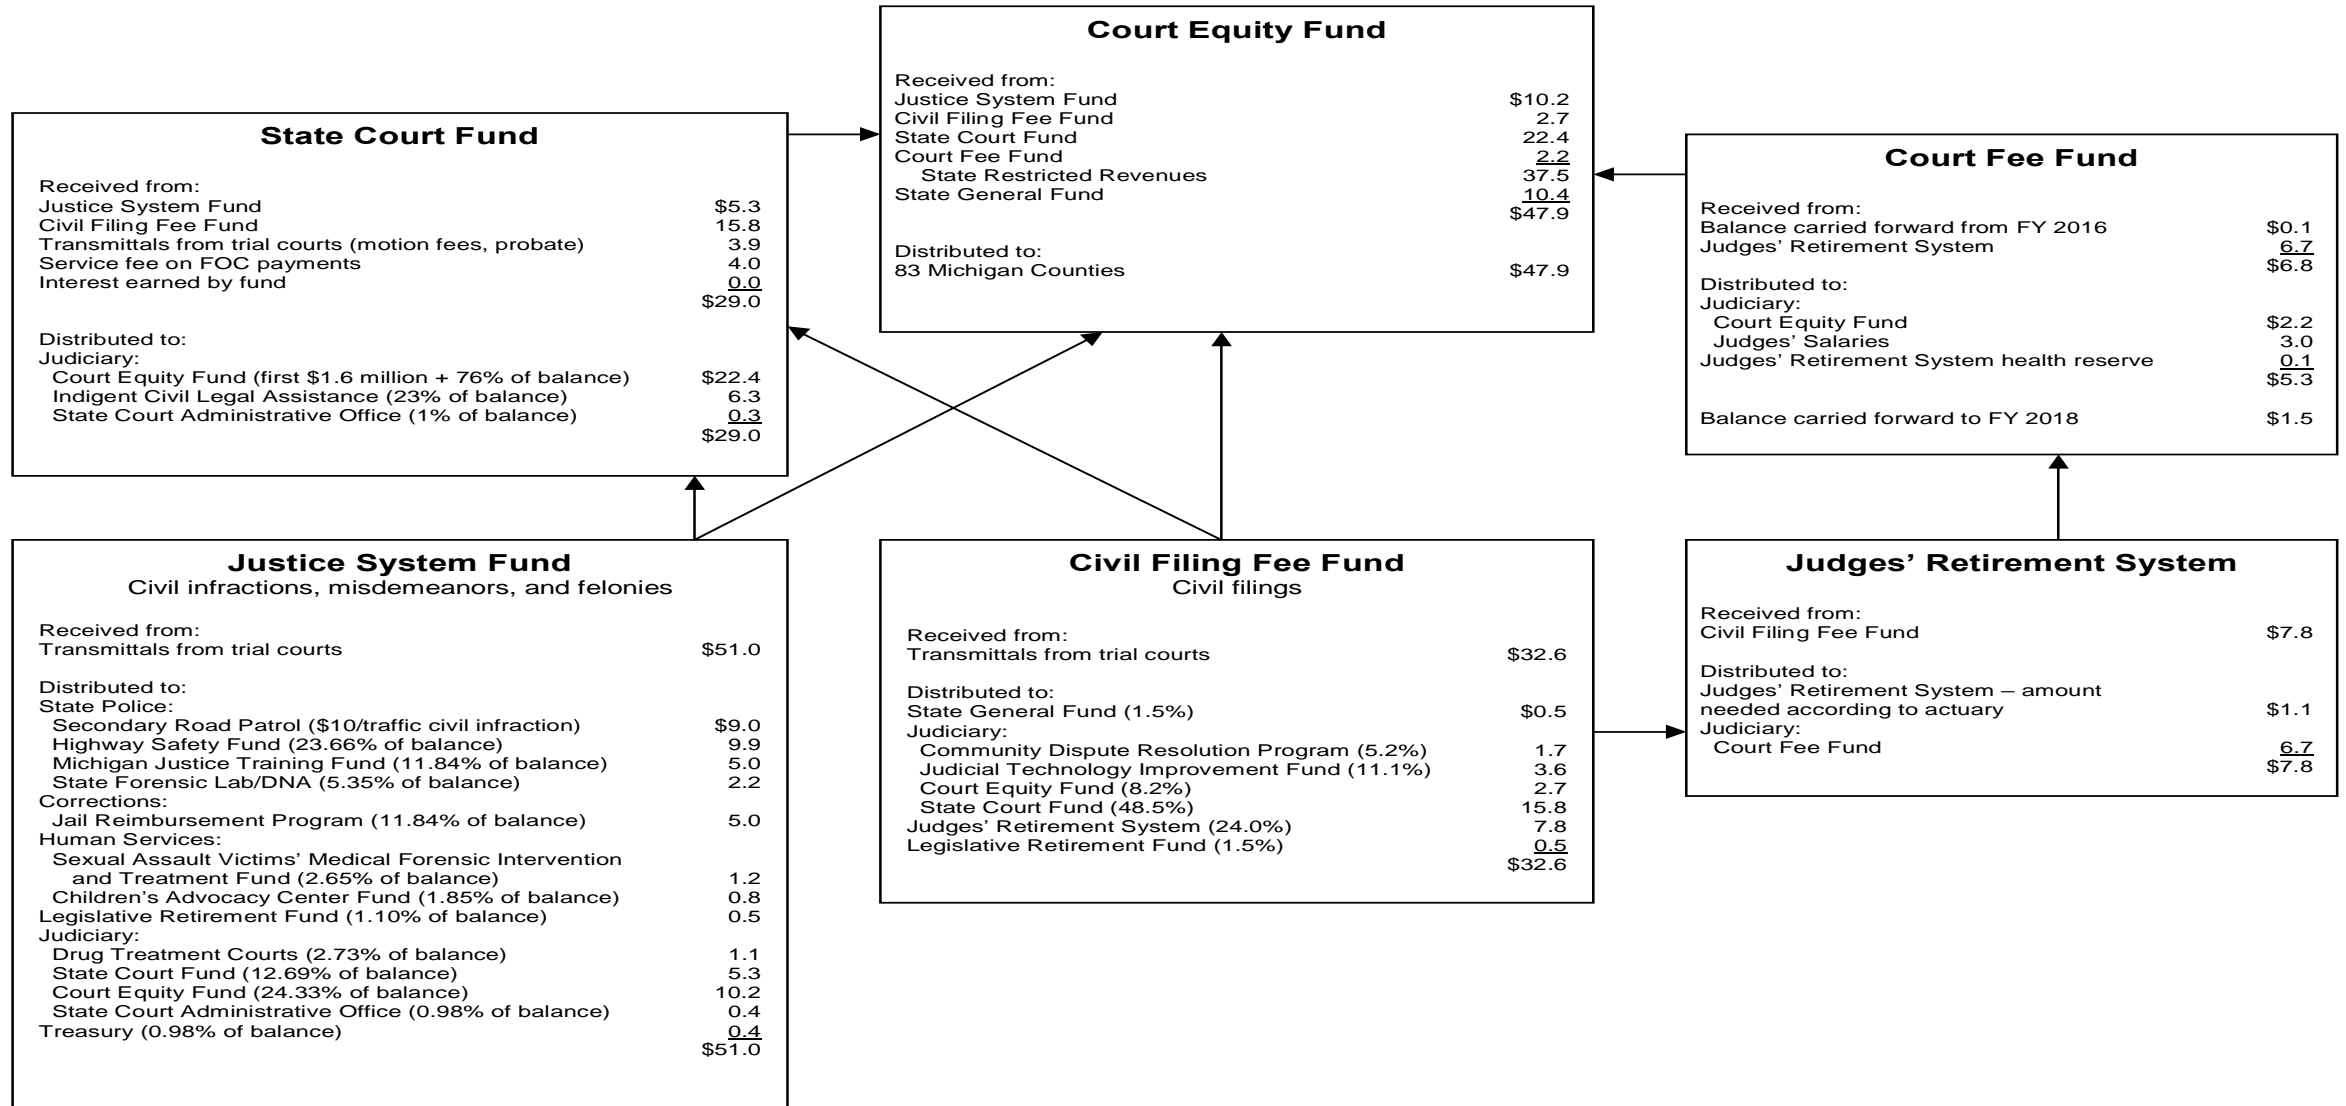 Court Equity Fund
Received from:
Justice System Fund $10.2
Civil Filing Fee Fund 2.7
State Court Fund 22.4
Court Fee Fund 2.2
State Restricted Revenues 37.5
State General Fund 10.4
$47.9
Distributed to:
83 Michigan Counties $47.9
State Court Fund
Received from:
Justice System Fund $5.3
Civil Filing Fee Fund 15.8
Transmittals from trial courts (motion fees, probate) 3.9
Service fee on FOC payments 4.0
Interest earned by fund 0.0
$29.0
Distributed to:
Judiciary:
Court Equity Fund (first $1.6 million + 76% of balance) $22.4
Indigent Civil Legal Assistance (23% of balance) 6.3
State Court Administrative Office (1% of balance) 0.3
$29.0
Court Fee Fund
Received from:
Balance carried forward from FY 2016 $0.1
Judges’ Retirement System 6.7
$6.8
Distributed to:
Judiciary:
Court Equity Fund $2.2
Judges’ Salaries 3.0
Judges’ Retirement System health reserve 0.1
$5.3
Balance carried forward to FY 2018 $1.5
Justice System Fund
Civil infractions, misdemeanors, and felonies
Received from:
Transmittals from trial courts $51.0
Distributed to:
State Police:
Secondary Road Patrol ($10/traffic civil infraction) $9.0
Highway Safety Fund (23.66% of balance) 9.9
Michigan Justice Training Fund (11.84% of balance) 5.0
State Forensic Lab/DNA (5.35% of balance) 2.2
Corrections:
Jail Reimbursement Program (11.84% of balance) 5.0
Human Services:
Sexual Assault Victims’ Medical Forensic Intervention
and Treatment Fund (2.65% of balance) 1.2
Children’s Advocacy Center Fund (1.85% of balance) 0.8
Legislative Retirement Fund (1.10% of balance) 0.5
Judiciary:
Drug Treatment Courts (2.73% of balance) 1.1
State Court Fund (12.69% of balance) 5.3
Court Equity Fund (24.33% of balance) 10.2
State Court Administrative Office (0.98% of balance) 0.4
Treasury (0.98% of balance) 0.4
$51.0
Civil Filing Fee Fund
Civil filings
Received from:
Transmittals from trial courts $32.6
Distributed to:
State General Fund (1.5%) $0.5
Judiciary:
Community Dispute Resolution Program (5.2%) 1.7
Judicial Technology Improvement Fund (11.1%) 3.6
Court Equity Fund (8.2%) 2.7
State Court Fund (48.5%) 15.8
Judges’ Retirement System (24.0%) 7.8
Legislative Retirement Fund (1.5%) 0.5
$32.6
Judges’ Retirement System
Received from:
Civil Filing Fee Fund $7.8
Distributed to:
Judges’ Retirement System – amount
needed according to actuary $1.1
Judiciary:
Court Fee Fund 6.7
$7.8